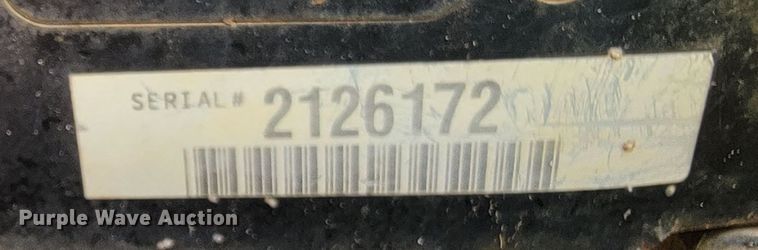 SERIAL# 2126172
Purple Wave Auction